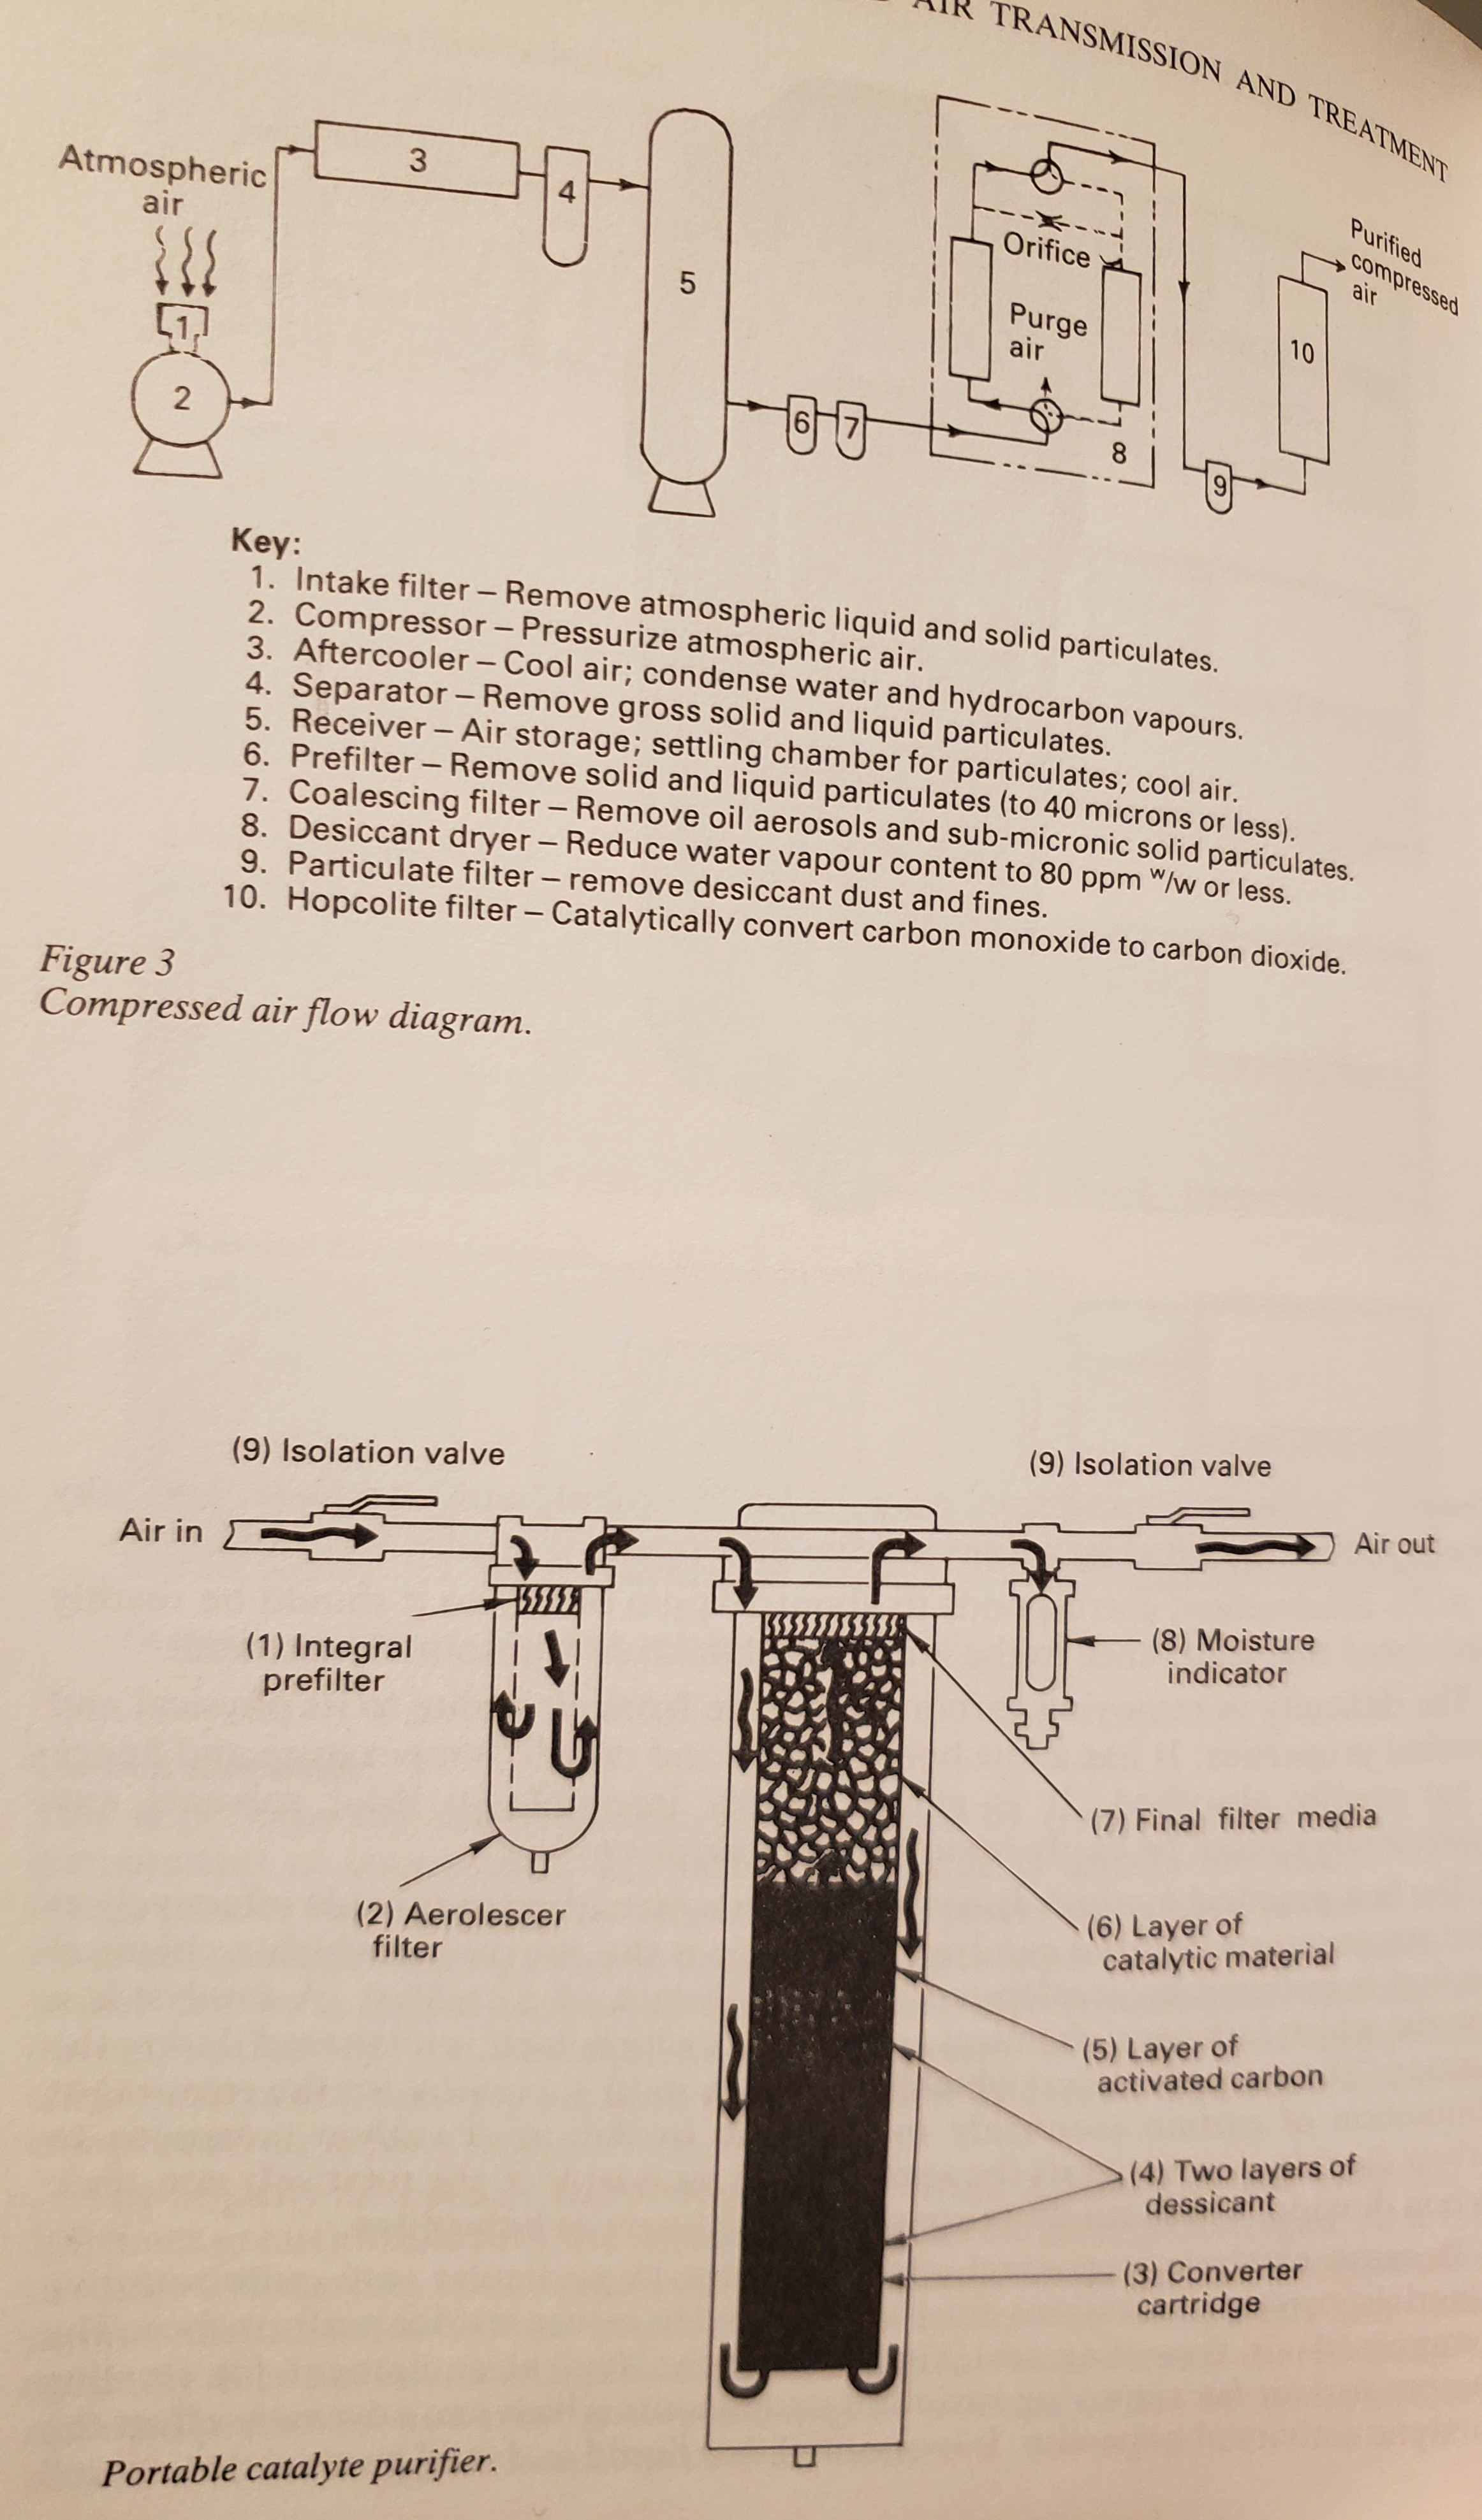 AIR TRANSMISSION AND TREATMENT
Atmospheric
air
1
2
3
4
5
6
7
Orifice
Purge
air
8
9
10
Purified
compressed
air
Key:
1. Intake filter – Remove atmospheric liquid and solid particulates.
2. Compressor – Pressurize atmospheric air.
3. Aftercooler – Cool air; condense water and hydrocarbon vapours.
4. Separator – Remove gross solid and liquid particulates.
5. Receiver – Air storage; settling chamber for particulates; cool air.
6. Prefilter – Remove solid and liquid particulates (to 40 microns or less).
7. Coalescing filter – Remove oil aerosols and sub-micronic solid particulates.
8. Desiccant dryer – Reduce water vapour content to 80 ppm w/w or less.
9. Particulate filter – remove desiccant dust and fines.
10. Hopcolite filter – Catalytically convert carbon monoxide to carbon dioxide.
Figure 3
Compressed air flow diagram.
(9) Isolation valve
(9) Isolation valve
Air in
Air out
(1) Integral
prefilter
(8) Moisture
indicator
(7) Final filter media
(2) Aerolescer
filter
(6) Layer of
catalytic material
(5) Layer of
activated carbon
(4) Two layers of
dessicant
(3) Converter
cartridge
Portable catalyte purifier.